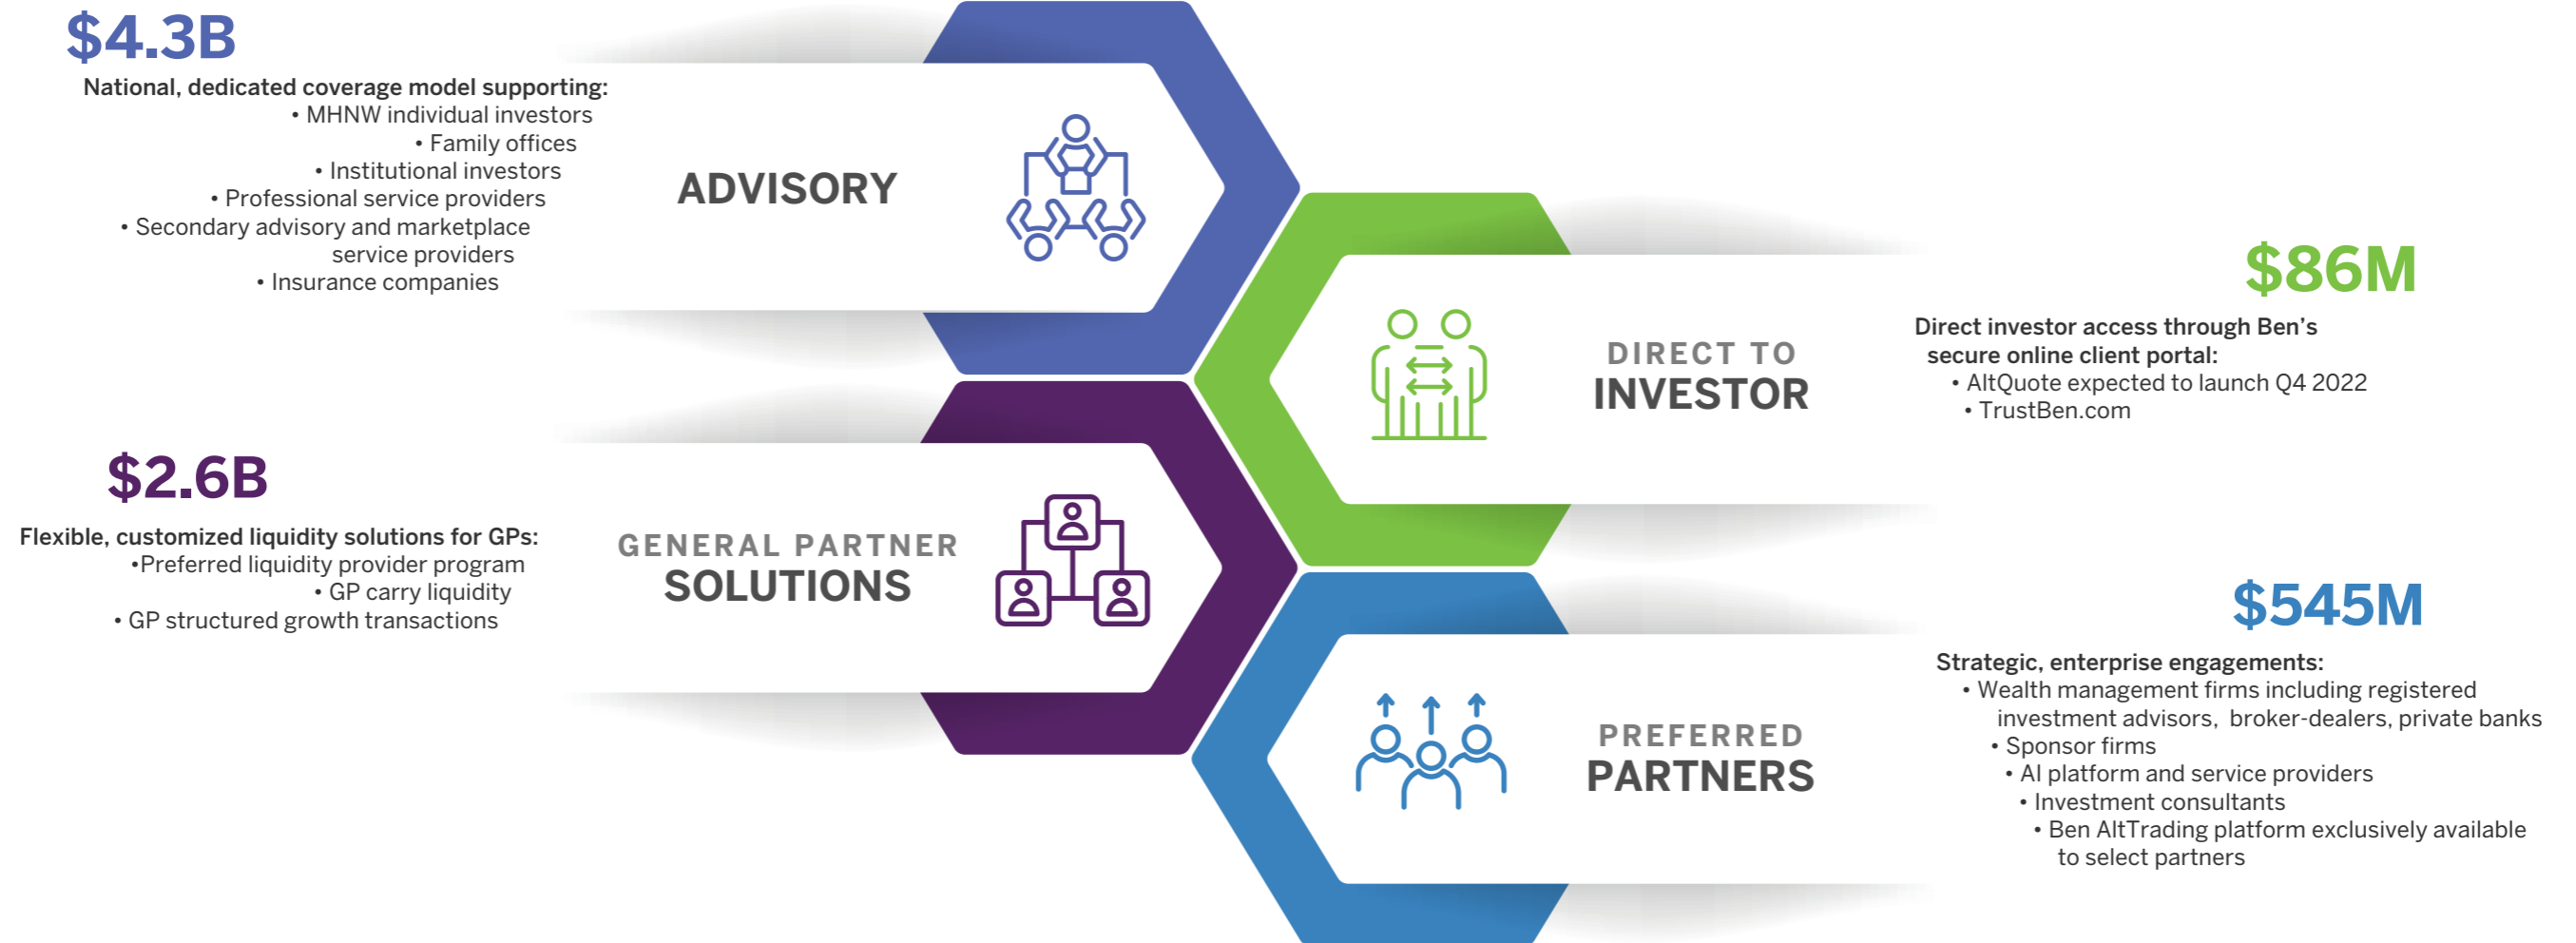 $4.3B
National, dedicated coverage model supporting:
• MHNW individual investors
• Family offices
• Institutional investors
• Professional service providers
• Secondary advisory and marketplace
service providers
• Insurance companies
ADVISORY
$86M
Direct investor access through Ben’s
secure online client portal:
• AltQuote expected to launch Q4 2022
• TrustBen.com
DIRECT TO
INVESTOR
$2.6B
Flexible, customized liquidity solutions for GPs:
•Preferred liquidity provider program
• GP carry liquidity
• GP structured growth transactions
GENERAL PARTNER
SOLUTIONS
$545M
Strategic, enterprise engagements:
• Wealth management firms including registered
investment advisors, broker-dealers, private banks
• Sponsor firms
• AI platform and service providers
• Investment consultants
• Ben AltTrading platform exclusively available
to select partners
PREFERRED
PARTNERS